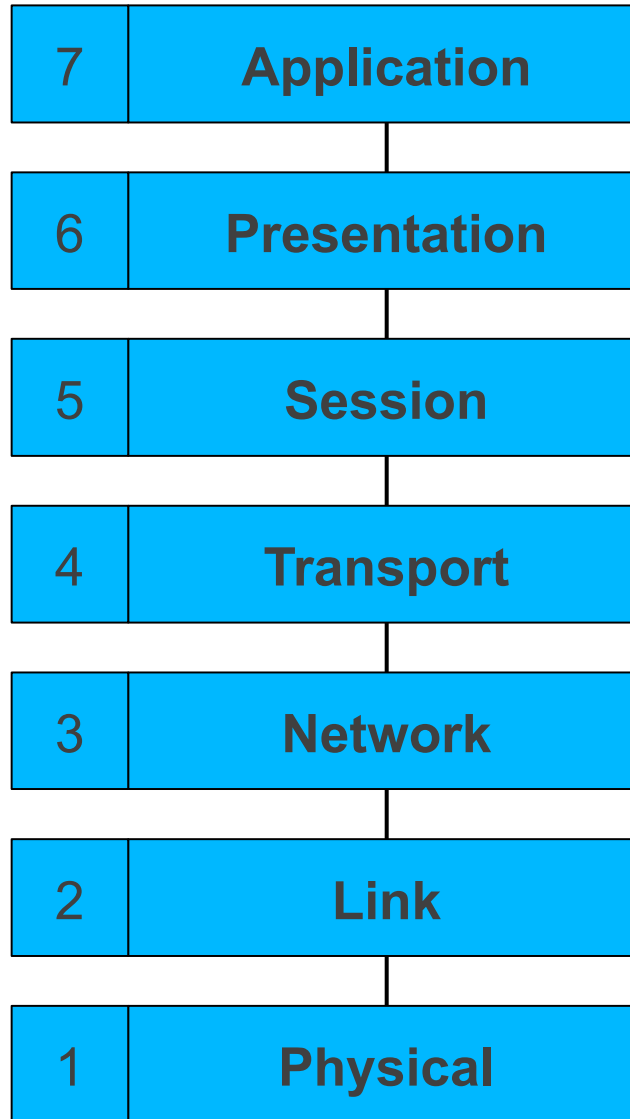 7 Application
6 Presentation
5 Session
4 Transport
3 Network
2 Link
1 Physical